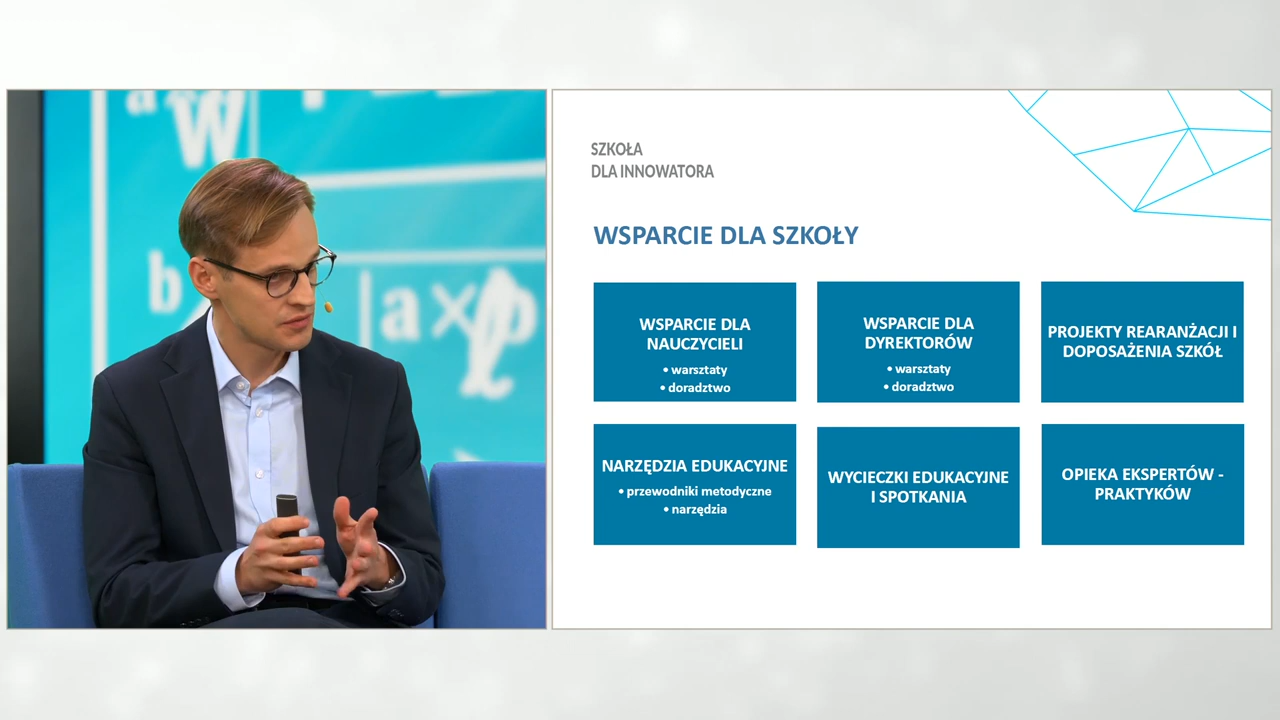 a
W
b
|a×b
SZKOŁA
DLA INNOWATORA
WSPARCIE DLA SZKOŁY
WSPARCIE DLA
NAUCZYCIELI
• warsztaty
• doradztwo
WSPARCIE DLA
DYREKTORÓW
• warsztaty
• doradztwo
PROJEKTY REARANŻACJI I
DOPOSAŻENIA SZKÓŁ
NARZĘDZIA EDUKACYJNE
• przewodniki metodyczne
• narzędzia
WYCIECZKI EDUKACYJNE
I SPOTKANIA
OPIEKA EKSPERTÓW -
PRAKTYKÓW